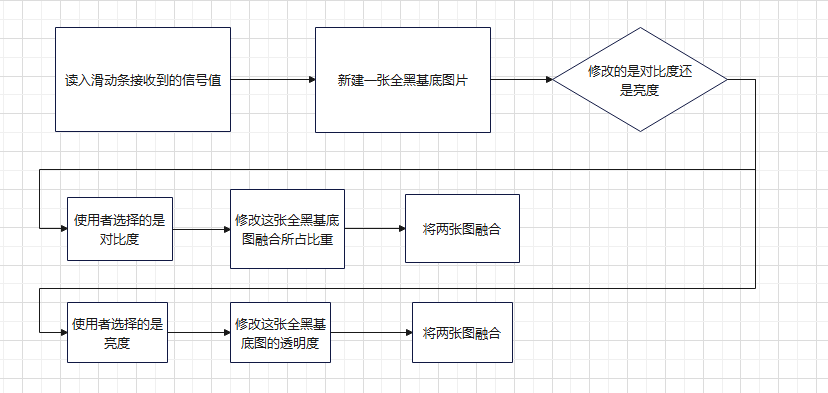 读入滑动条接收到的信号值
新建一张全黑基底图片
修改的是对比度还
是亮度
使用者选择的是
对比度
修改这张全黑基底
图融合所占比重
将两张图融合
使用者选择的是
亮度
修改这张全黑基
底图的透明度
将两张图融合